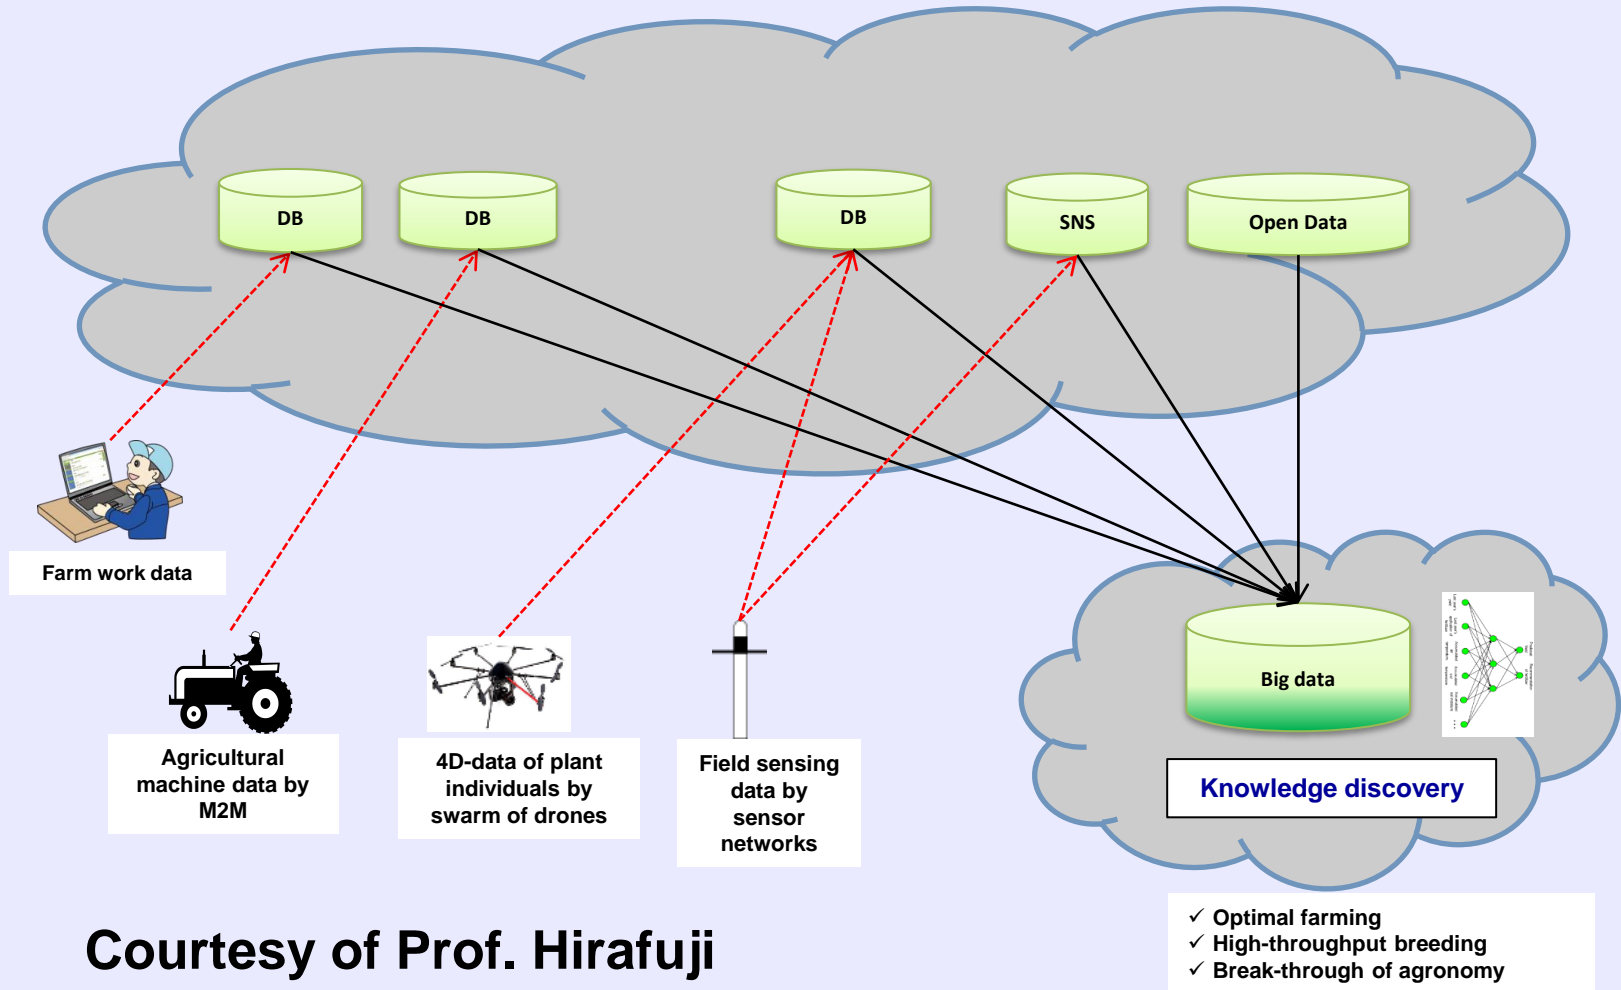 DB
DB
DB
SNS
Open Data
Farm work data
Agricultural
machine data by
M2M
4D-data of plant
individuals by
swarm of drones
Field sensing
data by
sensor
networks
Big data
Knowledge discovery
✓ Optimal farming
✓ High-throughput breeding
✓ Break-through of agronomy
Courtesy of Prof. Hirafuji